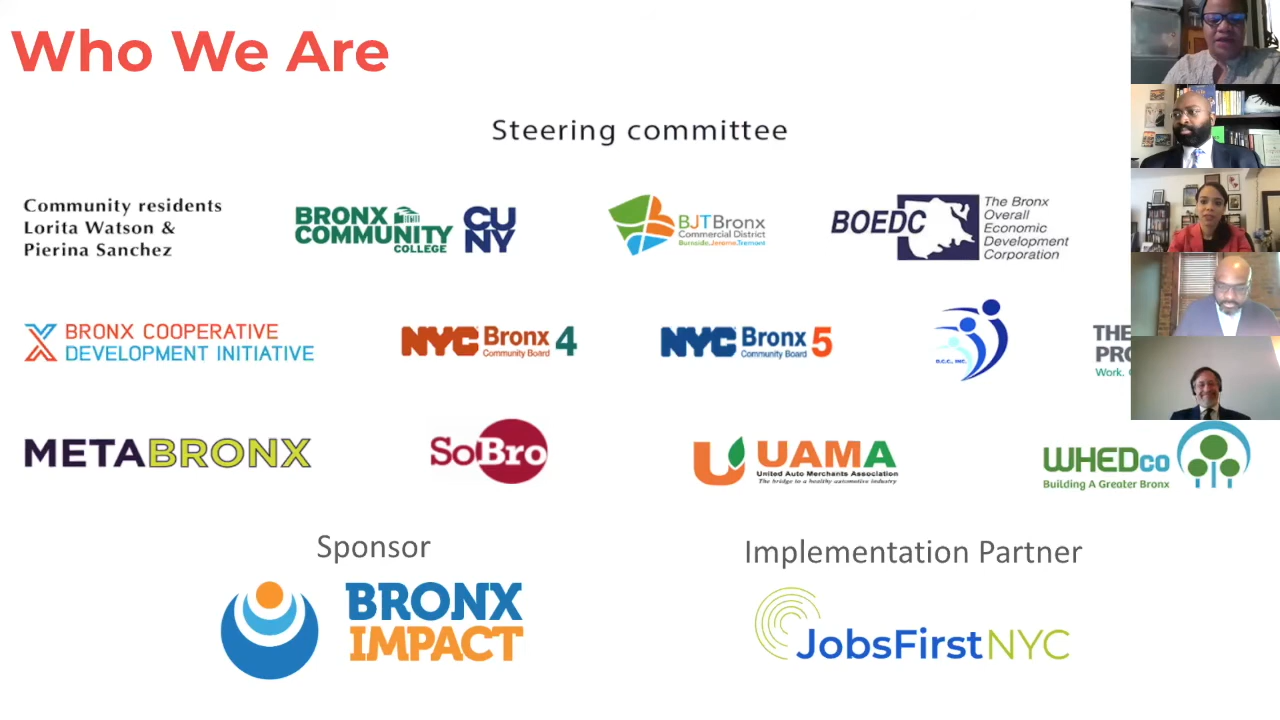 Who We Are
Steering committee
Community residents
Lorita Watson &
Pierina Sanchez
BRONX
COMMUNITY
COLLEGE
CU
NY
BJTBronx
Commercial District
Burnside.Jerome.Tremont
BOEDC
The Bronx
Overall
Economic
Development
Corporation
BRONX COOPERATIVE
DEVELOPMENT INITIATIVE
NYC Bronx 4
Community Board
NYC Bronx 5
Community Board
D.C.C., INC.
THE
PRO
Work.
METABRONX
SoBro
UAMA
United Auto Merchants Association
The bridge to a healthy automotive industry
WHEDco
Building A Greater Bronx
Sponsor
Implementation Partner
BRONX
IMPACT
JobsFirstNYC